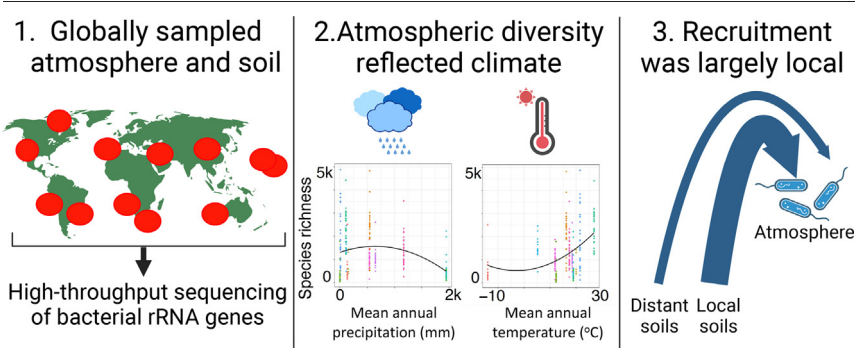 1. Globally sampled
atmosphere and soil
High-throughput sequencing
of bacterial rRNA genes
2.Atmospheric diversity
reflected climate
Species richness
5k
0
0
2k
Mean annual
precipitation (mm)
5k
0
−10
30
Mean annual
temperature (°C)
3. Recruitment
was largely local
Atmosphere
Distant
soils
Local
soils